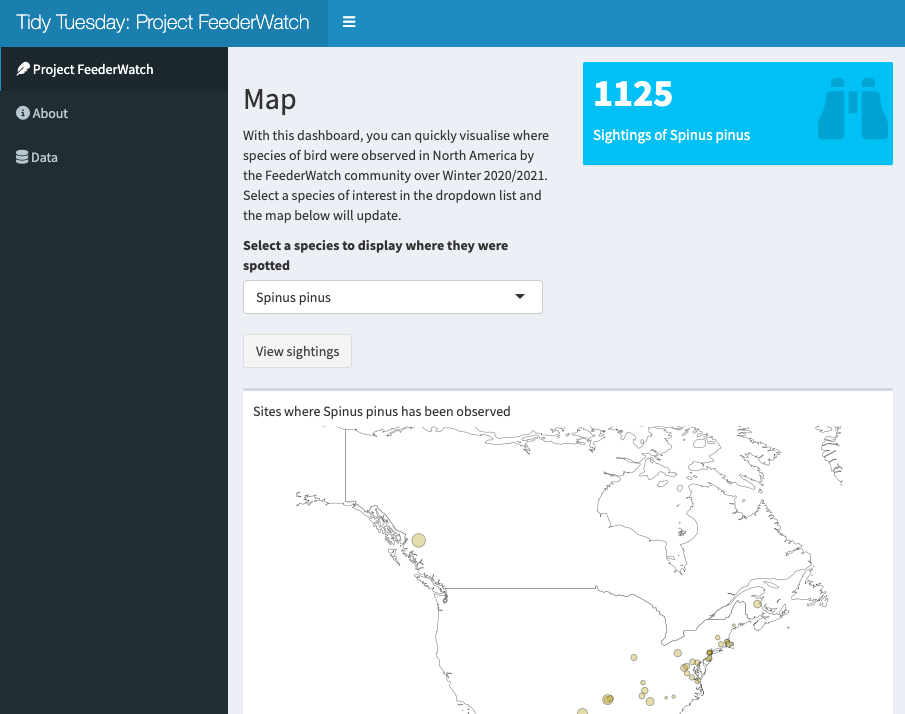 Tidy Tuesday: Project FeederWatch
Project FeederWatch
About
Data
Map
With this dashboard, you can quickly visualise where
species of bird were observed in North America by
the FeederWatch community over Winter 2020/2021.
Select a species of interest in the dropdown list and
the map below will update.
Select a species to display where they were
spotted
Spinus pinus
View sightings
1125
Sightings of Spinus pinus
Sites where Spinus pinus has been observed